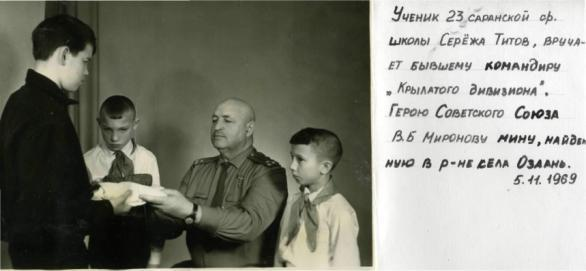 Ученик 23 саранской ср.
школы Серёжа Титов, вруча-
ет бывшему командиру
„Крылатого дивизиона".
Герою Советского Союза
В.Б Миронову мину, найден
ную в р-не села Оздань.
5.11.1969